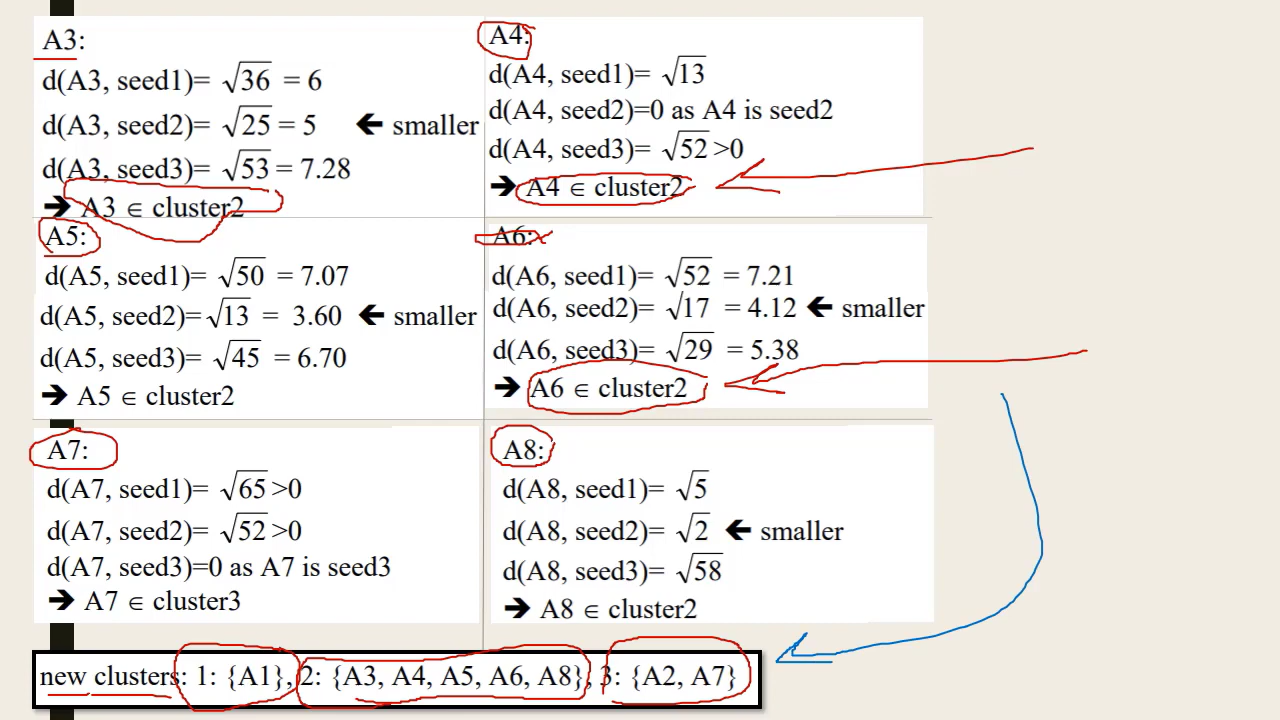 A3:
d(A3, seed1)= √36 = 6
d(A3, seed2)= √25 = 5 🡸 smaller
d(A3, seed3)= √53 = 7.28
➔ A3 ∈ cluster2
A4:
d(A4, seed1)= √13
d(A4, seed2)=0 as A4 is seed2
d(A4, seed3)= √52 >0
➔ A4 ∈ cluster2
A5:
d(A5, seed1)= √50 = 7.07
d(A5, seed2)= √13 = 3.60 🡸 smaller
d(A5, seed3)= √45 = 6.70
➔ A5 ∈ cluster2
A6:
d(A6, seed1)= √52 = 7.21
d(A6, seed2)= √17 = 4.12 🡸 smaller
d(A6, seed3)= √29 = 5.38
➔ A6 ∈ cluster2
A7:
d(A7, seed1)= √65 >0
d(A7, seed2)= √52 >0
d(A7, seed3)=0 as A7 is seed3
➔ A7 ∈ cluster3
A8:
d(A8, seed1)= √5
d(A8, seed2)= √2 🡸 smaller
d(A8, seed3)= √58
➔ A8 ∈ cluster2
new clusters: 1: {A1}, 2: {A3, A4, A5, A6, A8}, 3: {A2, A7}